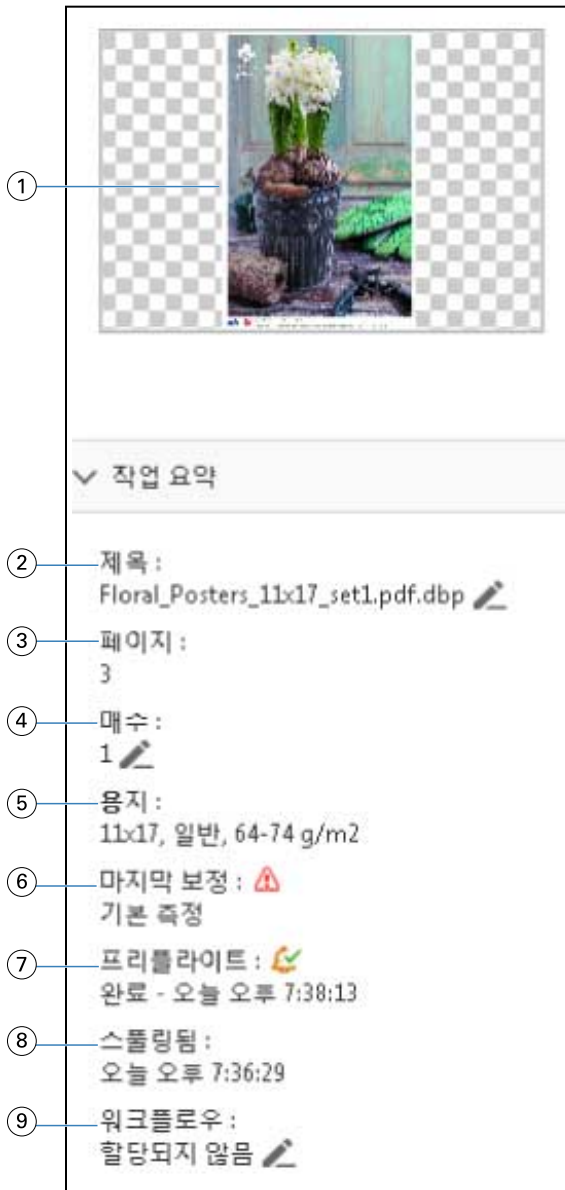 1
작업 요약
2 제목 :
Floral_Posters_11x17_set1.pdf.dbp
3 페이지 :
3
4 매수 :
1
5 용지 :
11x17, 일반, 64-74 g/m2
6 마지막 보정 :
기본 측정
7 프리플라이트 :
완료 - 오늘 오후 7:38:13
8 스풀링됨 :
오늘 오후 7:36:29
9 워크플로우 :
할당되지 않음